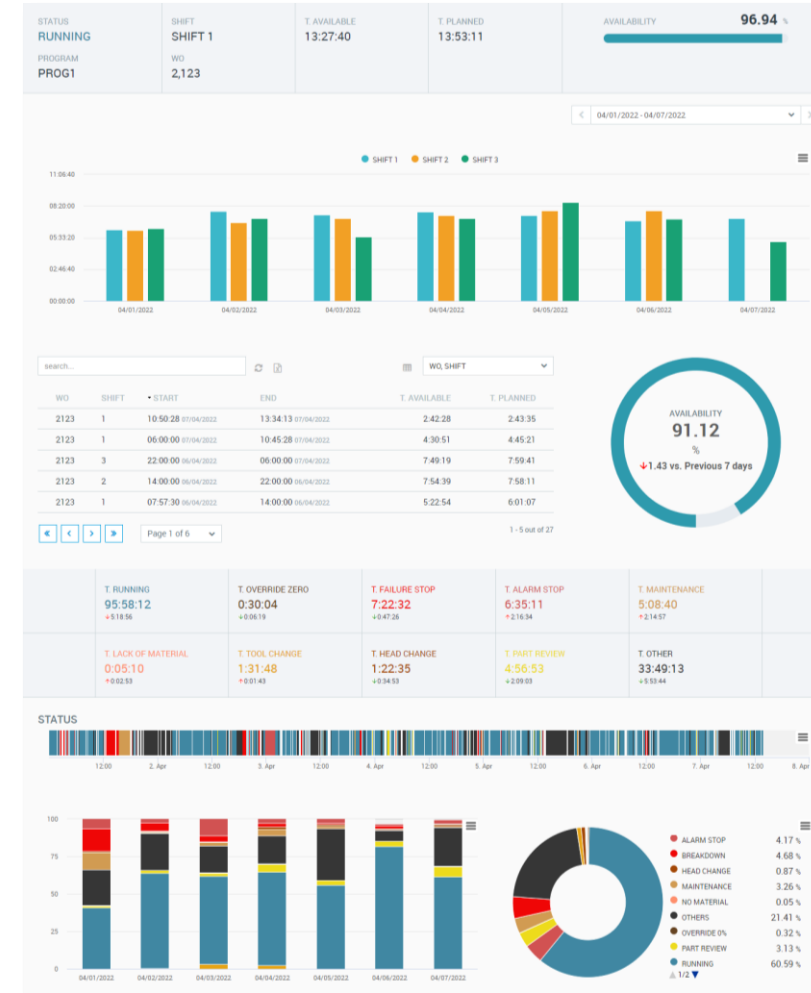 STATUS SHIFT T. AVAILABLE T. PLANNED AVAILABILITY 96.94 %
RUNNING SHIFT 1 13:27:40 13:53:11
PROGRAM WO
PROG1 2,123
04/01/2022 - 04/07/2022
SHIFT 1 SHIFT 2 SHIFT 3
11:06:40
08:20:00
05:33:20
02:46:40
00:00:00
04/01/2022 04/02/2022 04/03/2022 04/04/2022 04/05/2022 04/06/2022 04/07/2022
search... WO, SHIFT
WO SHIFT START END T. AVAILABLE T. PLANNED
2123 1 10:50:28 07/04/2022 13:34:13 07/04/2022 2:42:28 2:43:35
2123 1 06:00:00 07/04/2022 10:45:28 07/04/2022 4:30:51 4:45:21
2123 3 22:00:00 06/04/2022 06:00:00 07/04/2022 7:49:19 7:59:41
2123 2 14:00:00 06/04/2022 22:00:00 06/04/2022 7:54:39 7:58:11
2123 1 07:57:30 06/04/2022 14:00:00 06/04/2022 5:22:54 6:01:07
Page 1 of 6 1 - 5 out of 27
AVAILABILITY
91.12
%
↓1.43 vs. Previous 7 days
T. RUNNING T. OVERRIDE ZERO T. FAILURE STOP T. ALARM STOP T. MAINTENANCE
95:58:12 0:30:04 7:22:32 6:35:11 5:08:40
↓5:18:56 ↓0:06:19 ↓0:47:26 ↑2:16:34 ↑2:14:57
T. LACK OF MATERIAL T. TOOL CHANGE T. HEAD CHANGE T. PART REVIEW T. OTHER
0:05:10 1:31:48 1:22:35 4:56:53 33:49:13
↑0:02:53 ↑0:01:43 ↓0:34:53 ↓2:09:03 ↓5:53:44
STATUS
12:00 2. Apr 12:00 3. Apr 12:00 4. Apr 12:00 5. Apr 12:00 6. Apr 12:00 7. Apr 12:00 8. Apr
100
75
50
25
0
04/01/2022 04/02/2022 04/03/2022 04/04/2022 04/05/2022 04/06/2022 04/07/2022
ALARM STOP 4.17 %
BREAKDOWN 4.68 %
HEAD CHANGE 0.87 %
MAINTENANCE 3.26 %
NO MATERIAL 0.05 %
OTHERS 21.41 %
OVERRIDE 0% 0.32 %
PART REVIEW 3.13 %
RUNNING 60.59 %
1/2